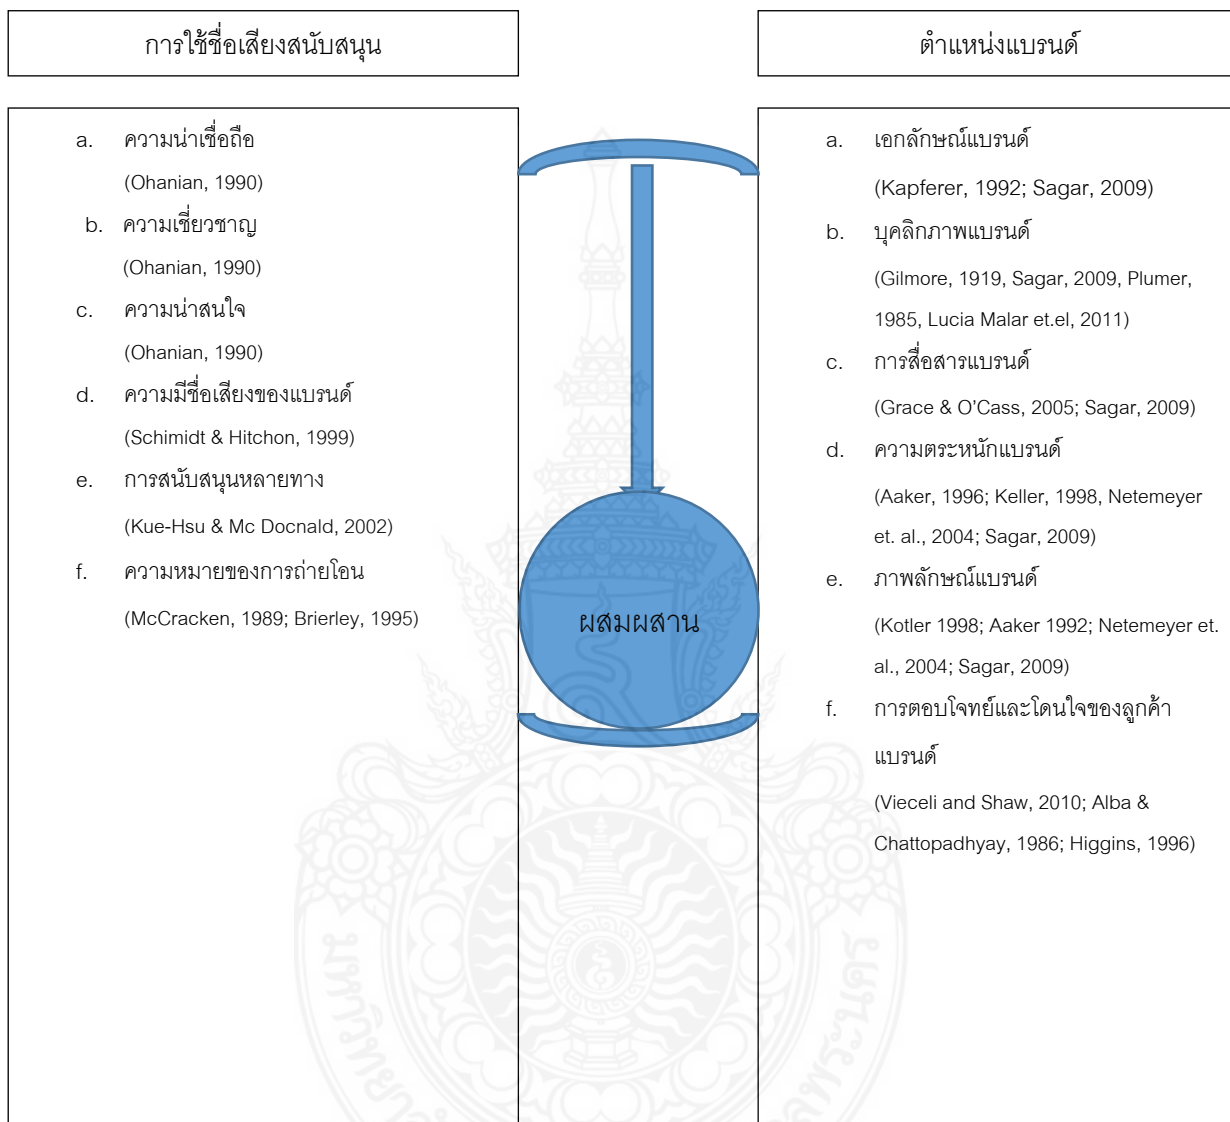 การใช้ชื่อเสียงสนับสนุน
a. ความน่าเชื่อถือ
(Ohanian, 1990)
b. ความเชี่ยวชาญ
(Ohanian, 1990)
c. ความน่าสนใจ
(Ohanian, 1990)
d. ความมีชื่อเสียงของแบรนด์
(Schimidt & Hitchon, 1999)
e. การสนับสนุนหลายทาง
(Kue-Hsu & Mc Docnald, 2002)
f. ความหมายของการถ่ายโอน
(McCracken, 1989; Brierley, 1995)
ผสมผสาน
ตำแหน่งแบรนด์
a. เอกลักษณ์แบรนด์
(Kapferer, 1992; Sagar, 2009)
b. บุคลิกภาพแบรนด์
(Gilmore, 1919, Sagar, 2009, Plumer,
1985, Lucia Malar et.el, 2011)
c. การสื่อสารแบรนด์
(Grace & O’Cass, 2005; Sagar, 2009)
d. ความตระหนักแบรนด์
(Aaker, 1996; Keller, 1998, Netemeyer
et. al., 2004; Sagar, 2009)
e. ภาพลักษณ์แบรนด์
(Kotler 1998; Aaker 1992; Netemeyer et.
al., 2004; Sagar, 2009)
f. การตอบโจทย์และโดนใจของลูกค้า
แบรนด์
(Vieceli and Shaw, 2010; Alba &
Chattopadhyay, 1986; Higgins, 1996)